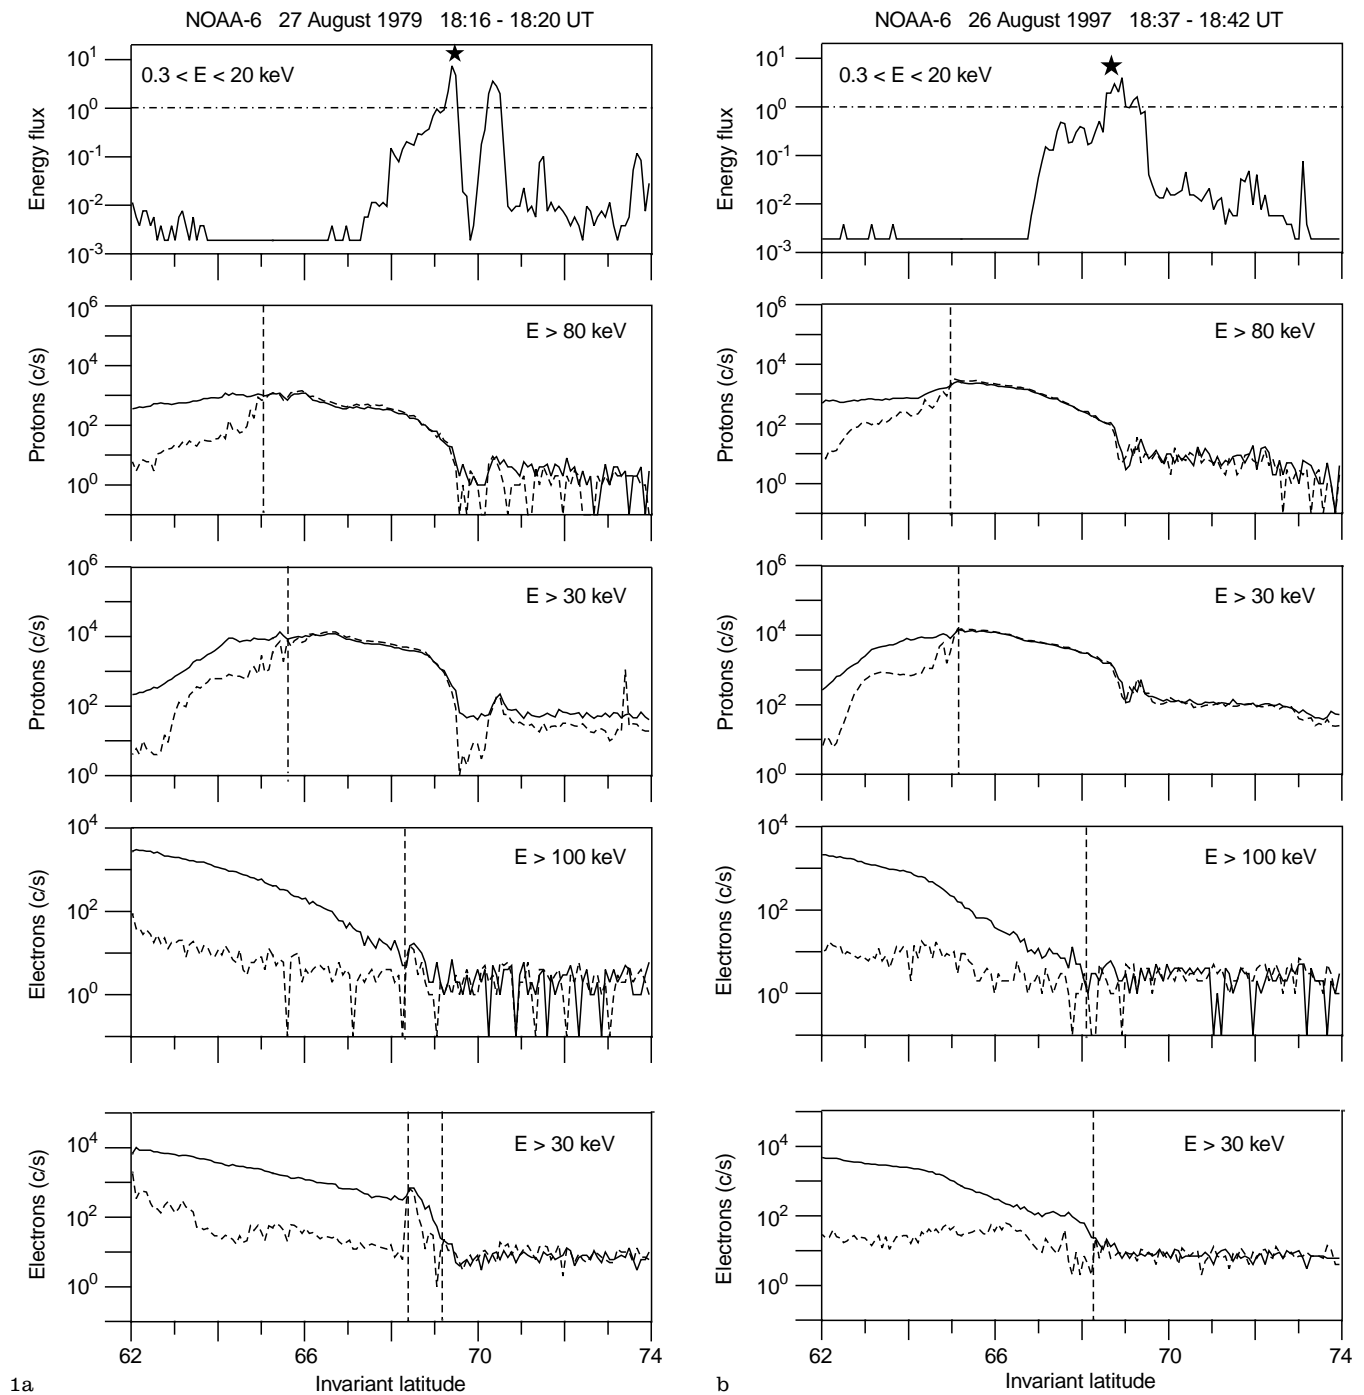 NOAA-6 27 August 1979 18:16 - 18:20 UT
10^1
10^0
10^-1
10^-2
10^-3
Energy flux
0.3 < E < 20 keV
10^6
10^4
10^2
10^0
Protons (c/s)
E > 80 keV
10^6
10^4
10^2
10^0
Protons (c/s)
E > 30 keV
10^4
10^2
10^0
Electrons (c/s)
E > 100 keV
10^4
10^2
10^0
Electrons (c/s)
E > 30 keV
62 66 70 74
Invariant latitude
1a
NOAA-6 26 August 1997 18:37 - 18:42 UT
10^1
10^0
10^-1
10^-2
10^-3
Energy flux
0.3 < E < 20 keV
10^6
10^4
10^2
10^0
Protons (c/s)
E > 80 keV
10^6
10^4
10^2
10^0
Protons (c/s)
E > 30 keV
10^4
10^2
10^0
Electrons (c/s)
E > 100 keV
10^4
10^2
10^0
Electrons (c/s)
E > 30 keV
62 66 70 74
Invariant latitude
b